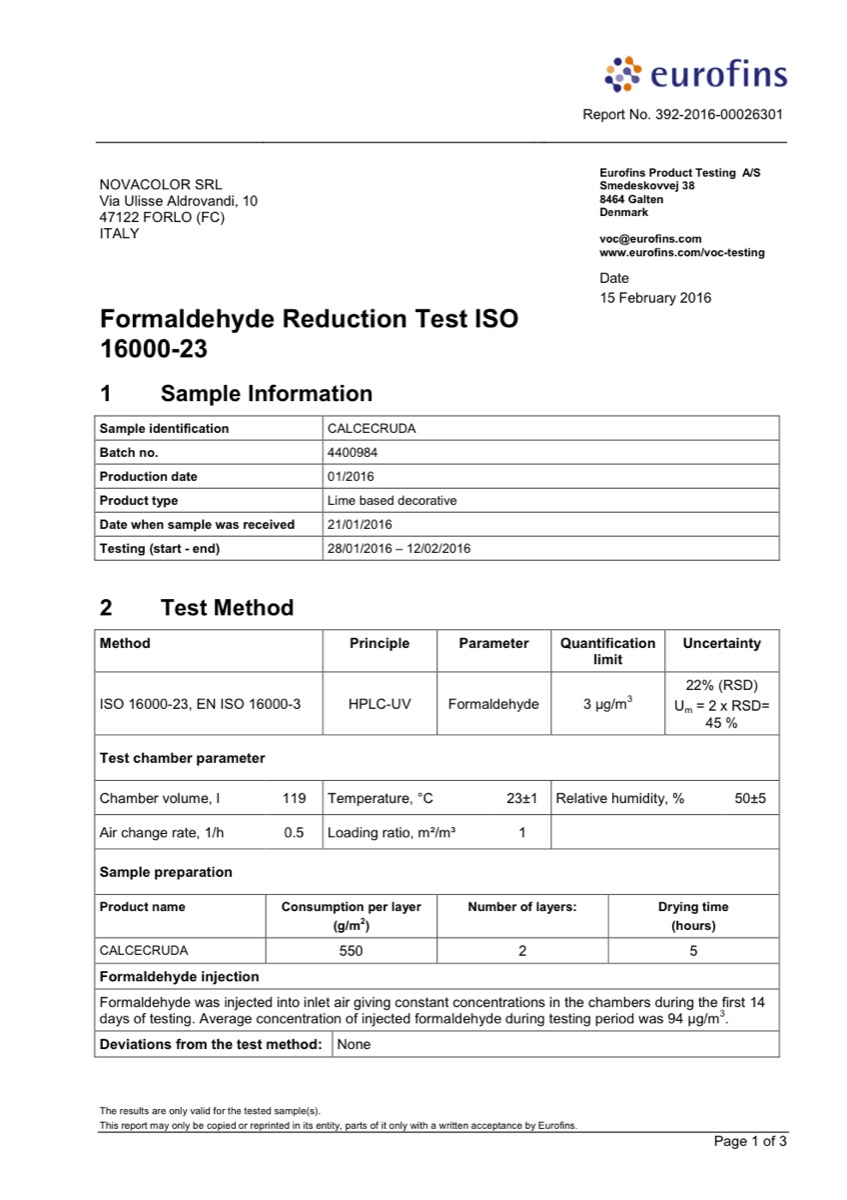 eurofins
Report No. 392-2016-00026301
NOVACOLOR SRL
Via Ulisse Aldrovandi, 10
47122 FORLO (FC)
ITALY
Eurofins Product Testing A/S
Smedeskovvej 38
8464 Galten
Denmark
voc@eurofins.com
www.eurofins.com/voc-testing
Date
15 February 2016
Formaldehyde Reduction Test ISO
16000-23
1 Sample Information
Sample identification CALCECRUDA
Batch no. 4400984
Production date 01/2016
Product type Lime based decorative
Date when sample was received 21/01/2016
Testing (start - end) 28/01/2016 – 12/02/2016
2 Test Method
Method Principle Parameter Quantification limit Uncertainty
ISO 16000-23, EN ISO 16000-3 HPLC-UV Formaldehyde 3 µg/m³ 22% (RSD)
Um = 2 x RSD=
45 %
Test chamber parameter
Chamber volume, l 119 Temperature, °C 23±1 Relative humidity, % 50±5
Air change rate, 1/h 0.5 Loading ratio, m²/m³ 1
Sample preparation
Product name Consumption per layer (g/m²) Number of layers: Drying time (hours)
CALCECRUDA 550 2 5
Formaldehyde injection
Formaldehyde was injected into inlet air giving constant concentrations in the chambers during the first 14
days of testing. Average concentration of injected formaldehyde during testing period was 94 µg/m³.
Deviations from the test method: None
The results are only valid for the tested sample(s).
This report may only be copied or reprinted in its entity, parts of it only with a written acceptance by Eurofins.
Page 1 of 3